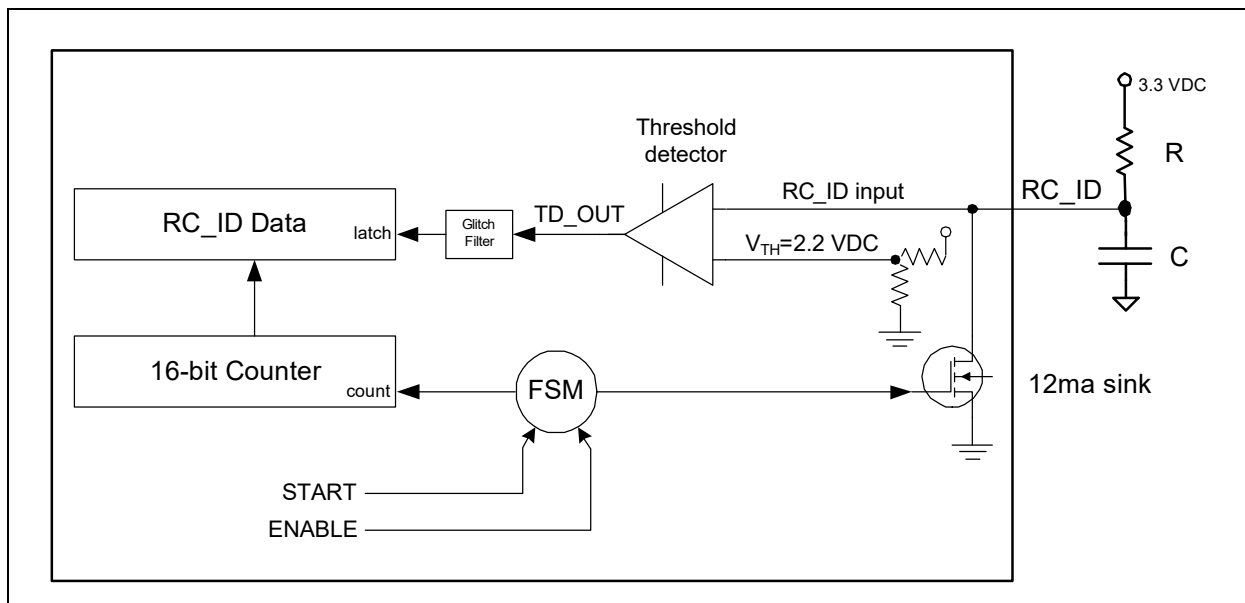 3.3 VDC
Threshold
detector
R
RC_ID input
RC_ID
RC_ID Data
latch
Glitch
Filter
TD_OUT
VTH=2.2 VDC
C
16-bit Counter
count
FSM
12ma sink
START
ENABLE